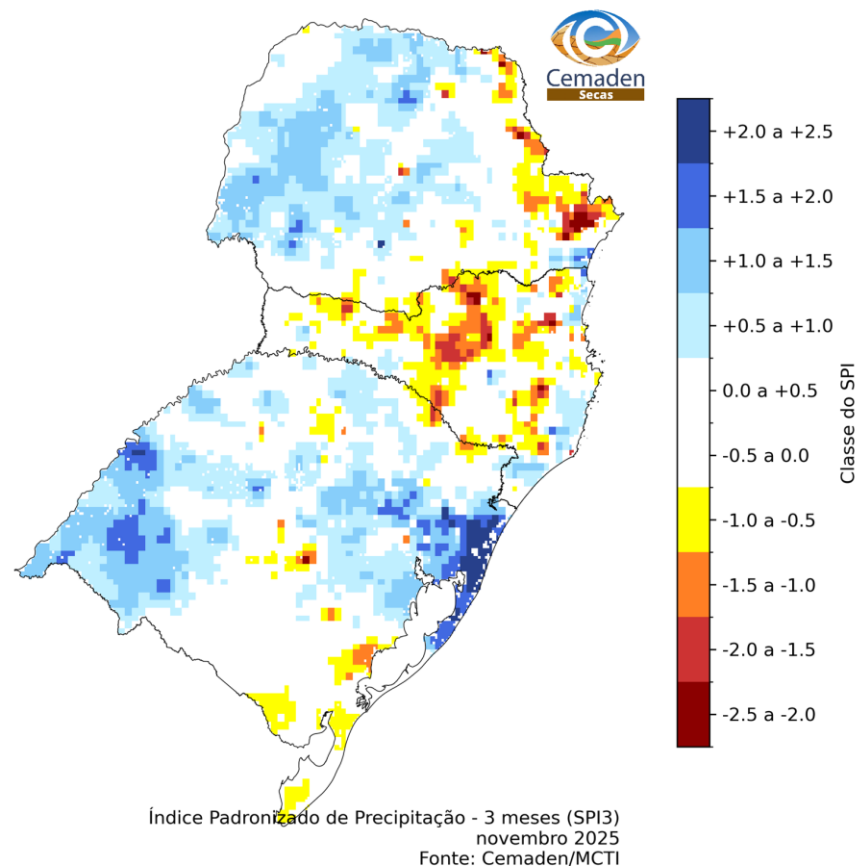 Cemaden
Secas
+2.0 a +2.5
+1.5 a +2.0
+1.0 a +1.5
+0.5 a +1.0
0.0 a +0.5
-0.5 a 0.0
-1.0 a -0.5
-1.5 a -1.0
-2.0 a -1.5
-2.5 a -2.0
Classe do SPI
Índice Padronizado de Precipitação - 3 meses (SPI3)
novembro 2025
Fonte: Cemaden/MCTI